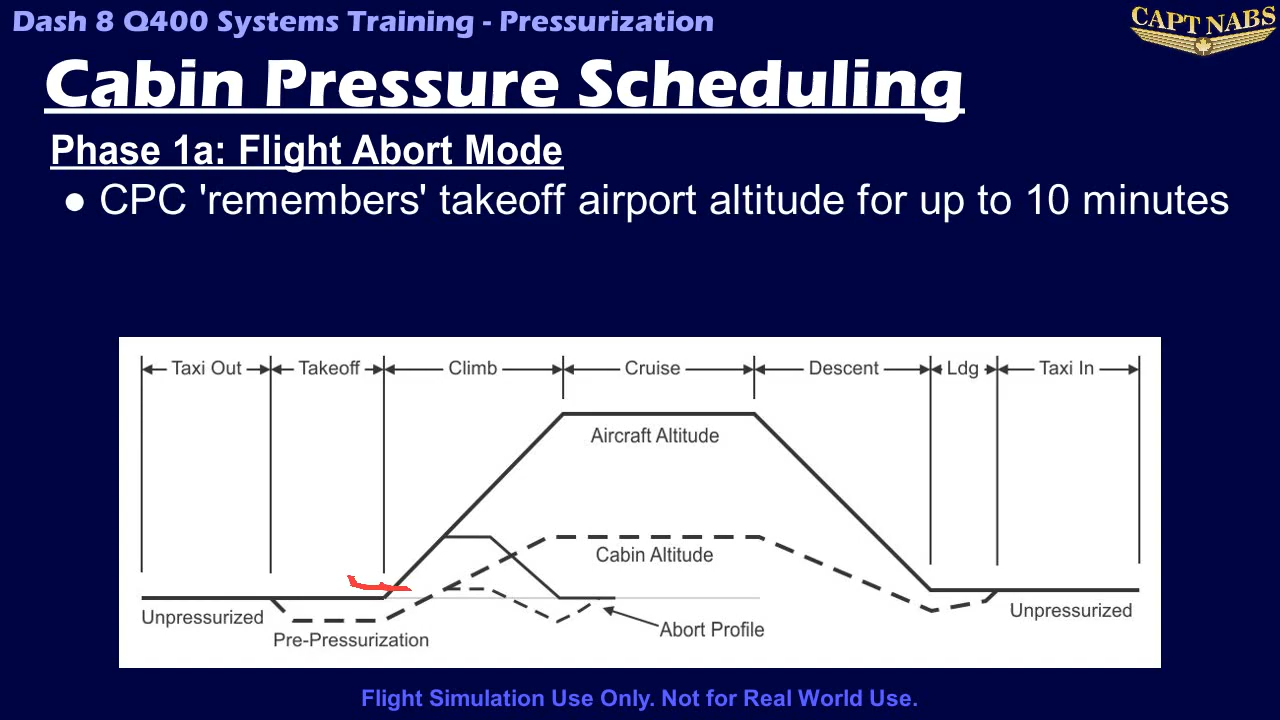 Dash 8 Q400 Systems Training - Pressurization
CAPT NABS
Cabin Pressure Scheduling
Phase 1a: Flight Abort Mode
● CPC 'remembers' takeoff airport altitude for up to 10 minutes
Taxi Out Takeoff Climb Cruise Descent Ldg Taxi In
Aircraft Altitude
Cabin Altitude
Unpressurized
Unpressurized
Abort Profile
Pre-Pressurization
Flight Simulation Use Only. Not for Real World Use.